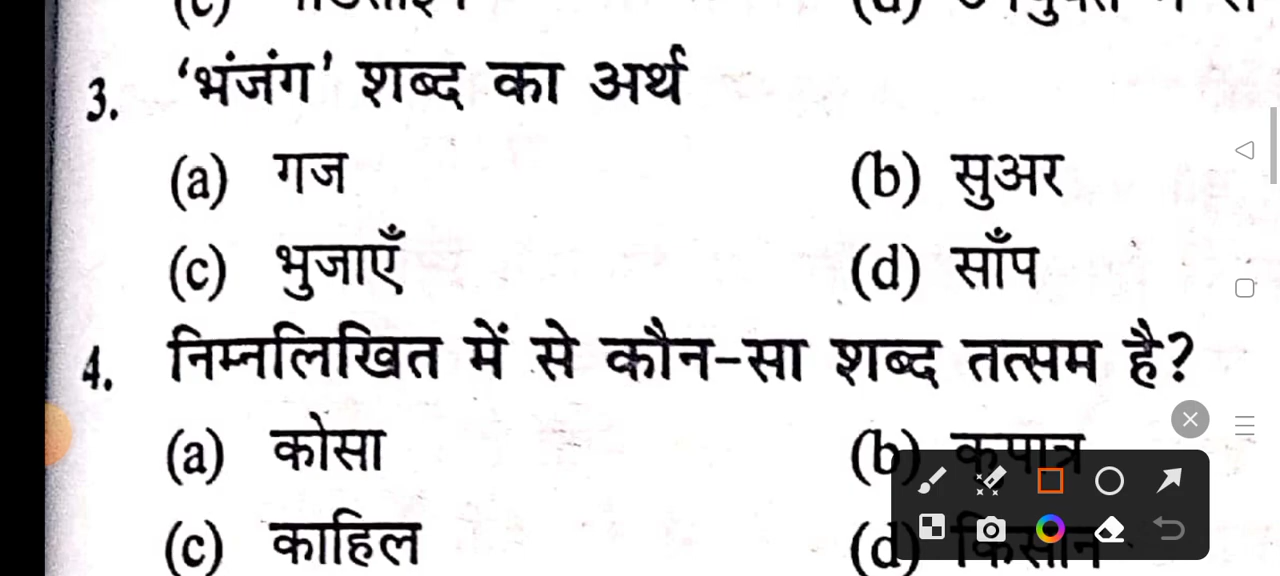 3. ‘भंजंग’ शब्द का अर्थ
(a) गज (b) सुअर
(c) भुजाएँ (d) साँप
4. निम्नलिखित में से कौन-सा शब्द तत्सम है?
(a) कोसा (b) कुपात्र
(c) काहिल (d) किसान